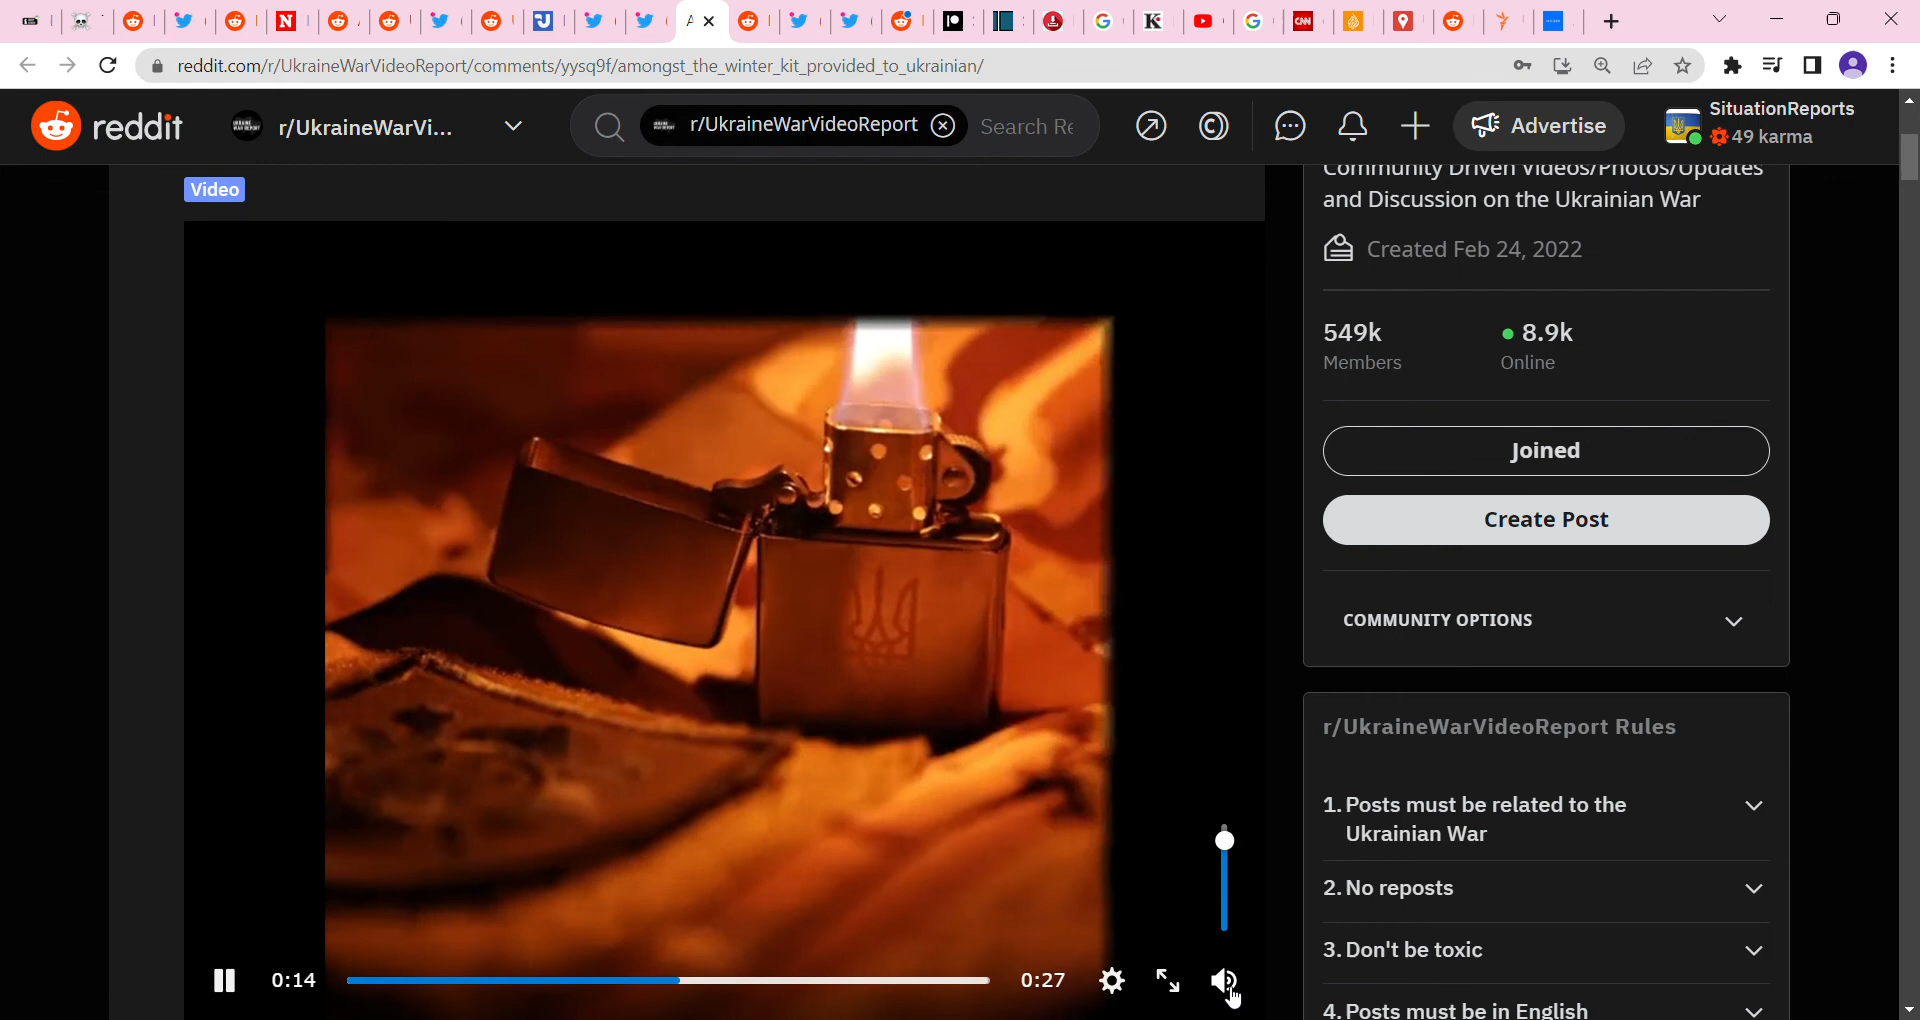 reddit.com/r/UkraineWarVideoReport/comments/yysq9f/amongst_the_winter_kit_provided_to_ukrainian/
reddit
r/UkraineWarVi...
r/UkraineWarVideoReport
Search Re
Advertise
SituationReports
49 karma
Video
Community Driven Videos/Photos/Updates
and Discussion on the Ukrainian War
Created Feb 24, 2022
549k
8.9k
Members
Online
Joined
Create Post
COMMUNITY OPTIONS
r/UkraineWarVideoReport Rules
1. Posts must be related to the
Ukrainian War
2. No reposts
3. Don't be toxic
4. Posts must be in English
0:14
0:27